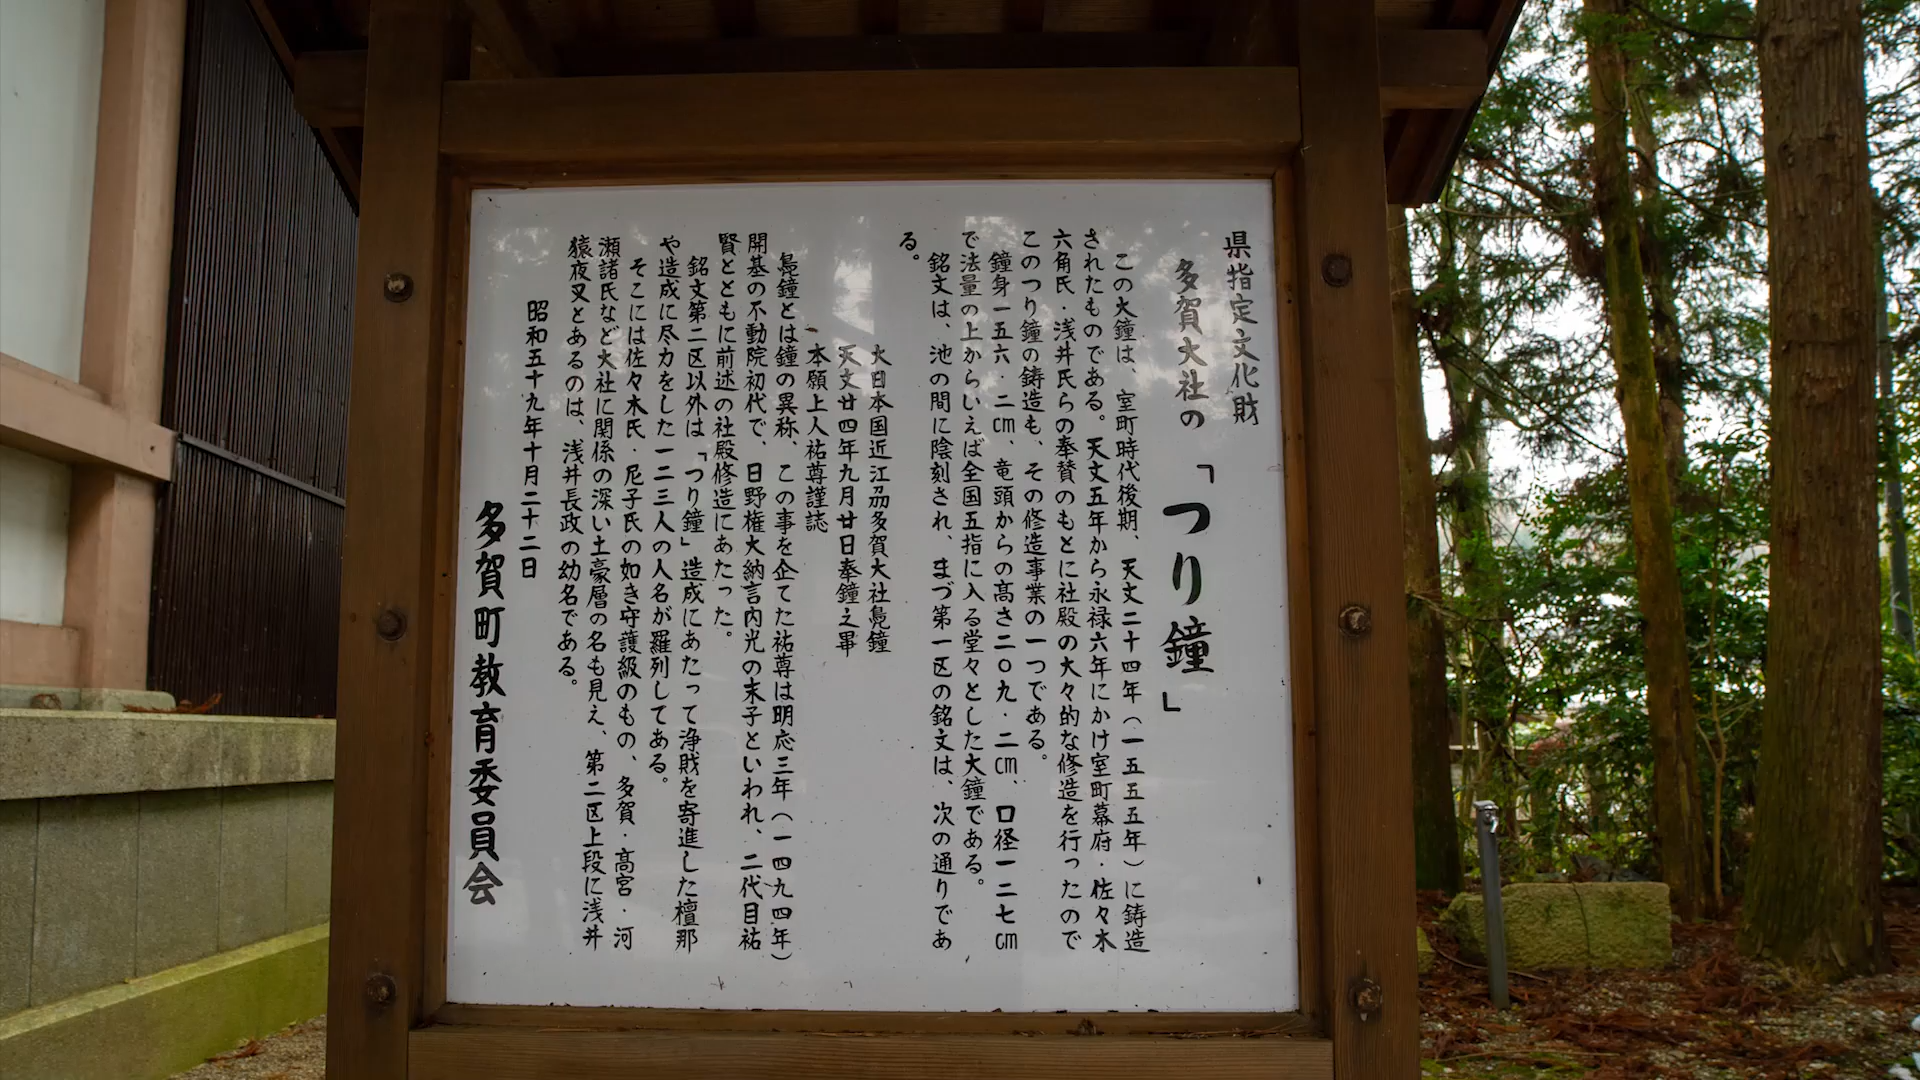 県指定文化財
多賀大社の「つり鐘」
この大鐘は、室町時代後期、天文二十四年（一五五五年）に鋳造
されたものである。天文五年から永禄六年にかけ室町幕府・佐々木
六角氏・浅井氏らの奉賛のもとに社殿の大々的な修造を行ったので
このつり鐘の鋳造も、その修造事業の一つである。
鐘身一五六・二㎝、竜頭からの高さ二〇九・二㎝、口径一二七㎝
で法量の上からいえば全国五指に入る堂々とした大鐘である。
銘文は、池の間に陰刻され、まづ第一区の銘文は、次の通りであ
る。
大日本国近江刕多賀大社鳧鐘
天文廿四年九月廿日奉鐘之畢
本願上人祐尊謹誌
鳧鐘とは鐘の異称、この事を企てた祐尊は明応三年（一四九四年）
開基の不動院初代で、日野権大納言内光の末子といわれ、二代目祐
賢とともに前述の社殿修造にあたった。
銘文第二区以外は「つり鐘」造成にあたって浄財を寄進した檀那
や造成に尽力をした一二三人の人名が羅列してある。
そこには佐々木氏・尼子氏の如き守護級のもの、多賀・高宮・河
瀬諸氏など大社に関係の深い土豪層の名も見え、第二区上段に浅井
猿夜叉とあるのは、浅井長政の幼名である。
昭和五十九年十月二十二日
多賀町教育委員会